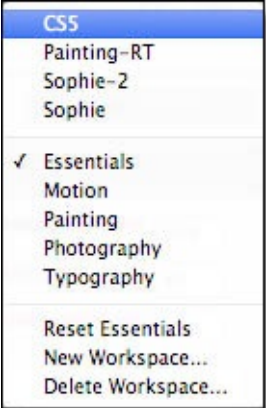 CS5
Painting-RT
Sophie-2
Sophie
✓ Essentials
Motion
Painting
Photography
Typography
Reset Essentials
New Workspace...
Delete Workspace...